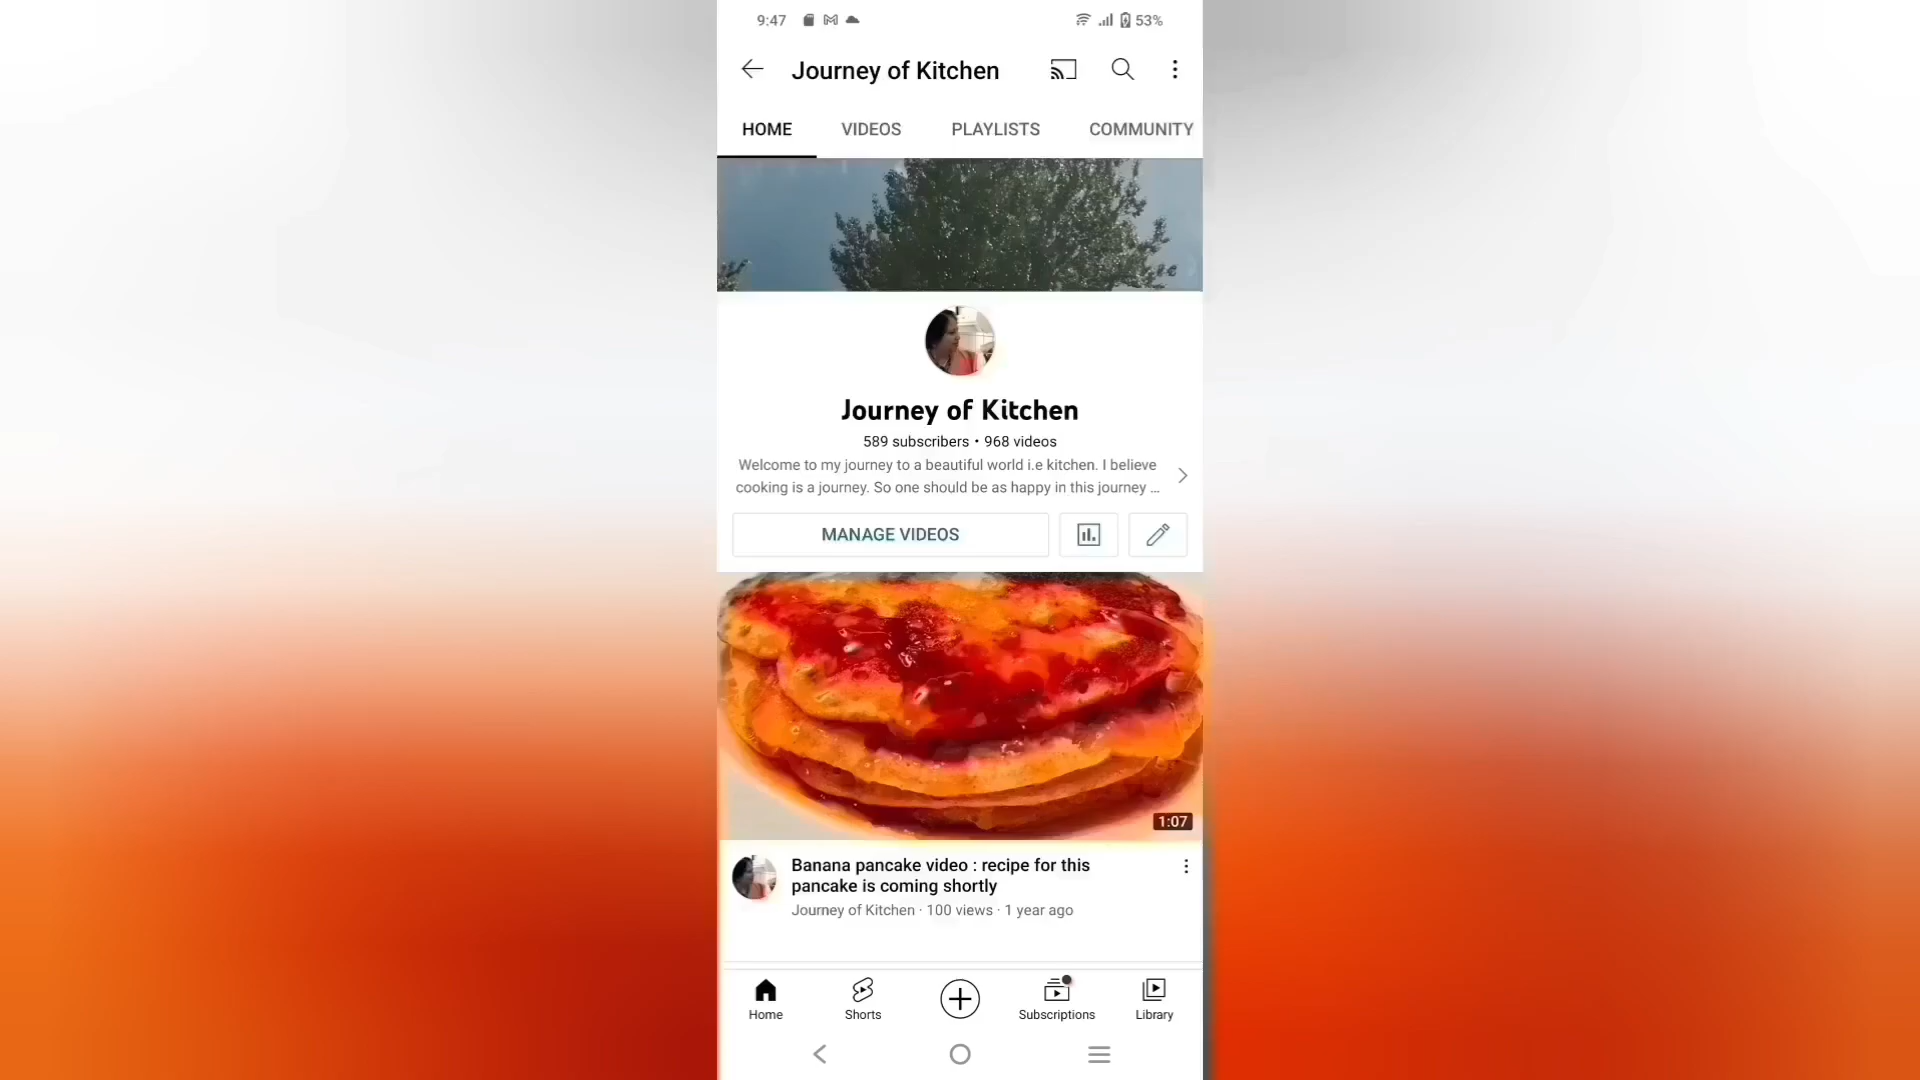 9:47 53%
Journey of Kitchen
HOME VIDEOS PLAYLISTS COMMUNITY
Journey of Kitchen
589 subscribers • 968 videos
Welcome to my journey to a beautiful world i.e kitchen. I believe
cooking is a journey. So one should be as happy in this journey ...
MANAGE VIDEOS
1:07
Banana pancake video : recipe for this
pancake is coming shortly
Journey of Kitchen · 100 views · 1 year ago
Home Shorts Subscriptions Library